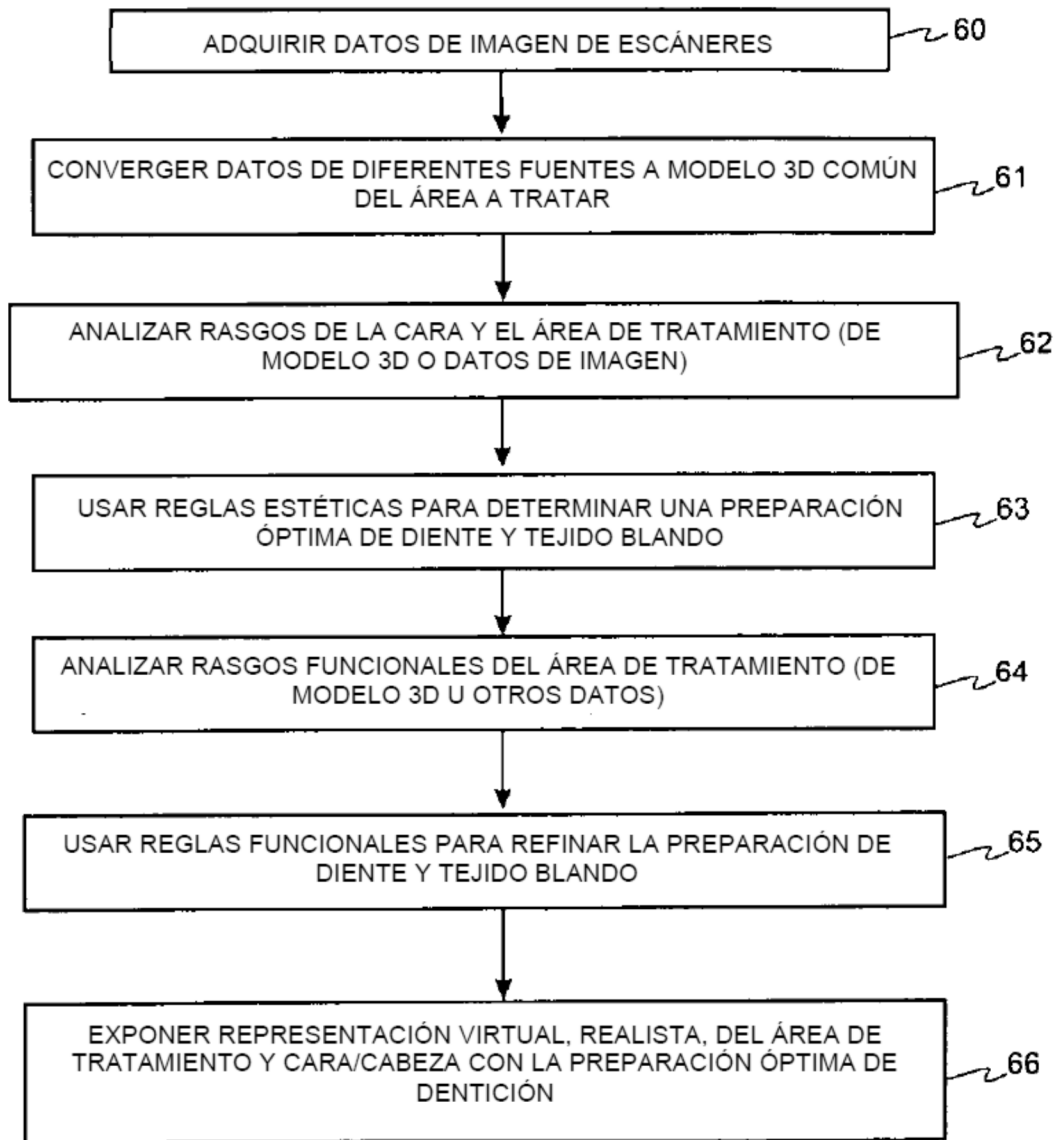 ADQUIRIR DATOS DE IMAGEN DE ESCÁNERES
60
CONVERGER DATOS DE DIFERENTES FUENTES A MODELO 3D COMÚN
DEL ÁREA A TRATAR
61
ANALIZAR RASGOS DE LA CARA Y EL ÁREA DE TRATAMIENTO (DE
MODELO 3D O DATOS DE IMAGEN)
62
USAR REGLAS ESTÉTICAS PARA DETERMINAR UNA PREPARACIÓN
ÓPTIMA DE DIENTE Y TEJIDO BLANDO
63
ANALIZAR RASGOS FUNCIONALES DEL ÁREA DE TRATAMIENTO (DE
MODELO 3D U OTROS DATOS)
64
USAR REGLAS FUNCIONALES PARA REFINAR LA PREPARACIÓN DE
DIENTE Y TEJIDO BLANDO
65
EXPONER REPRESENTACIÓN VIRTUAL, REALISTA, DEL ÁREA DE
TRATAMIENTO Y CARA/CABEZA CON LA PREPARACIÓN ÓPTIMA DE
DENTICIÓN
66